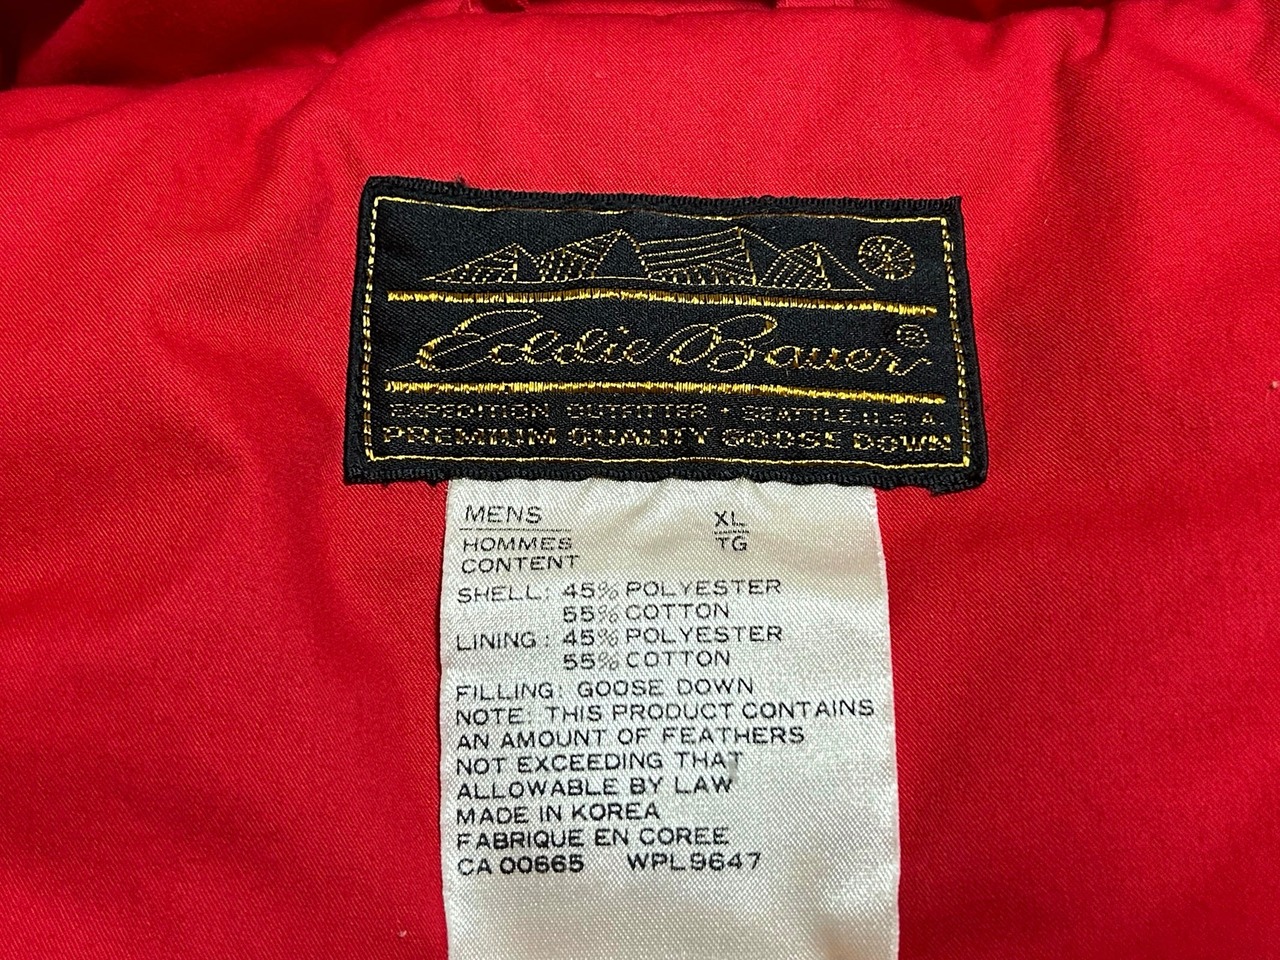 Eddie Bauer ®
EXPEDITION OUTFITTER • SEATTLE, U.S.A.
PREMIUM QUALITY GOOSE DOWN
MENS XL
HOMMES TG
CONTENT
SHELL: 45% POLYESTER
55% COTTON
LINING: 45% POLYESTER
55% COTTON
FILLING: GOOSE DOWN
NOTE: THIS PRODUCT CONTAINS
AN AMOUNT OF FEATHERS
NOT EXCEEDING THAT
ALLOWABLE BY LAW
MADE IN KOREA
FABRIQUE EN COREE
CA 00665 WPL9647